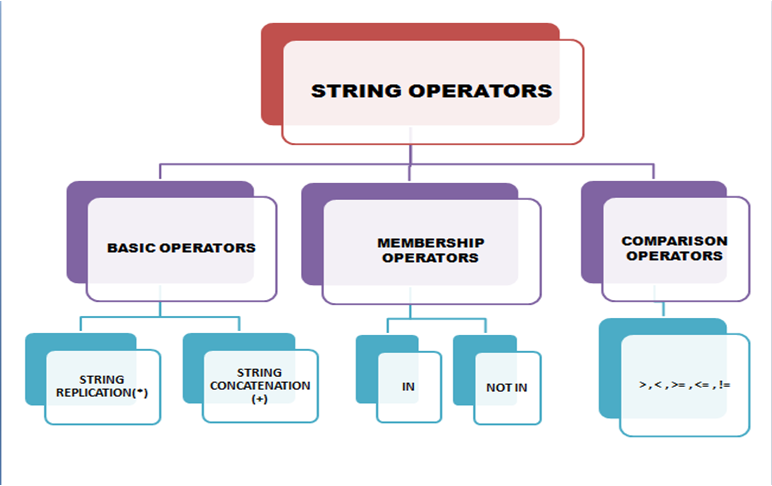 STRING OPERATORS
BASIC OPERATORS
MEMBERSHIP
OPERATORS
COMPARISON
OPERATORS
STRING
REPLICATION(*)
STRING
CONCATENATION
(+)
IN
NOT IN
>,<,>=,<=,!=